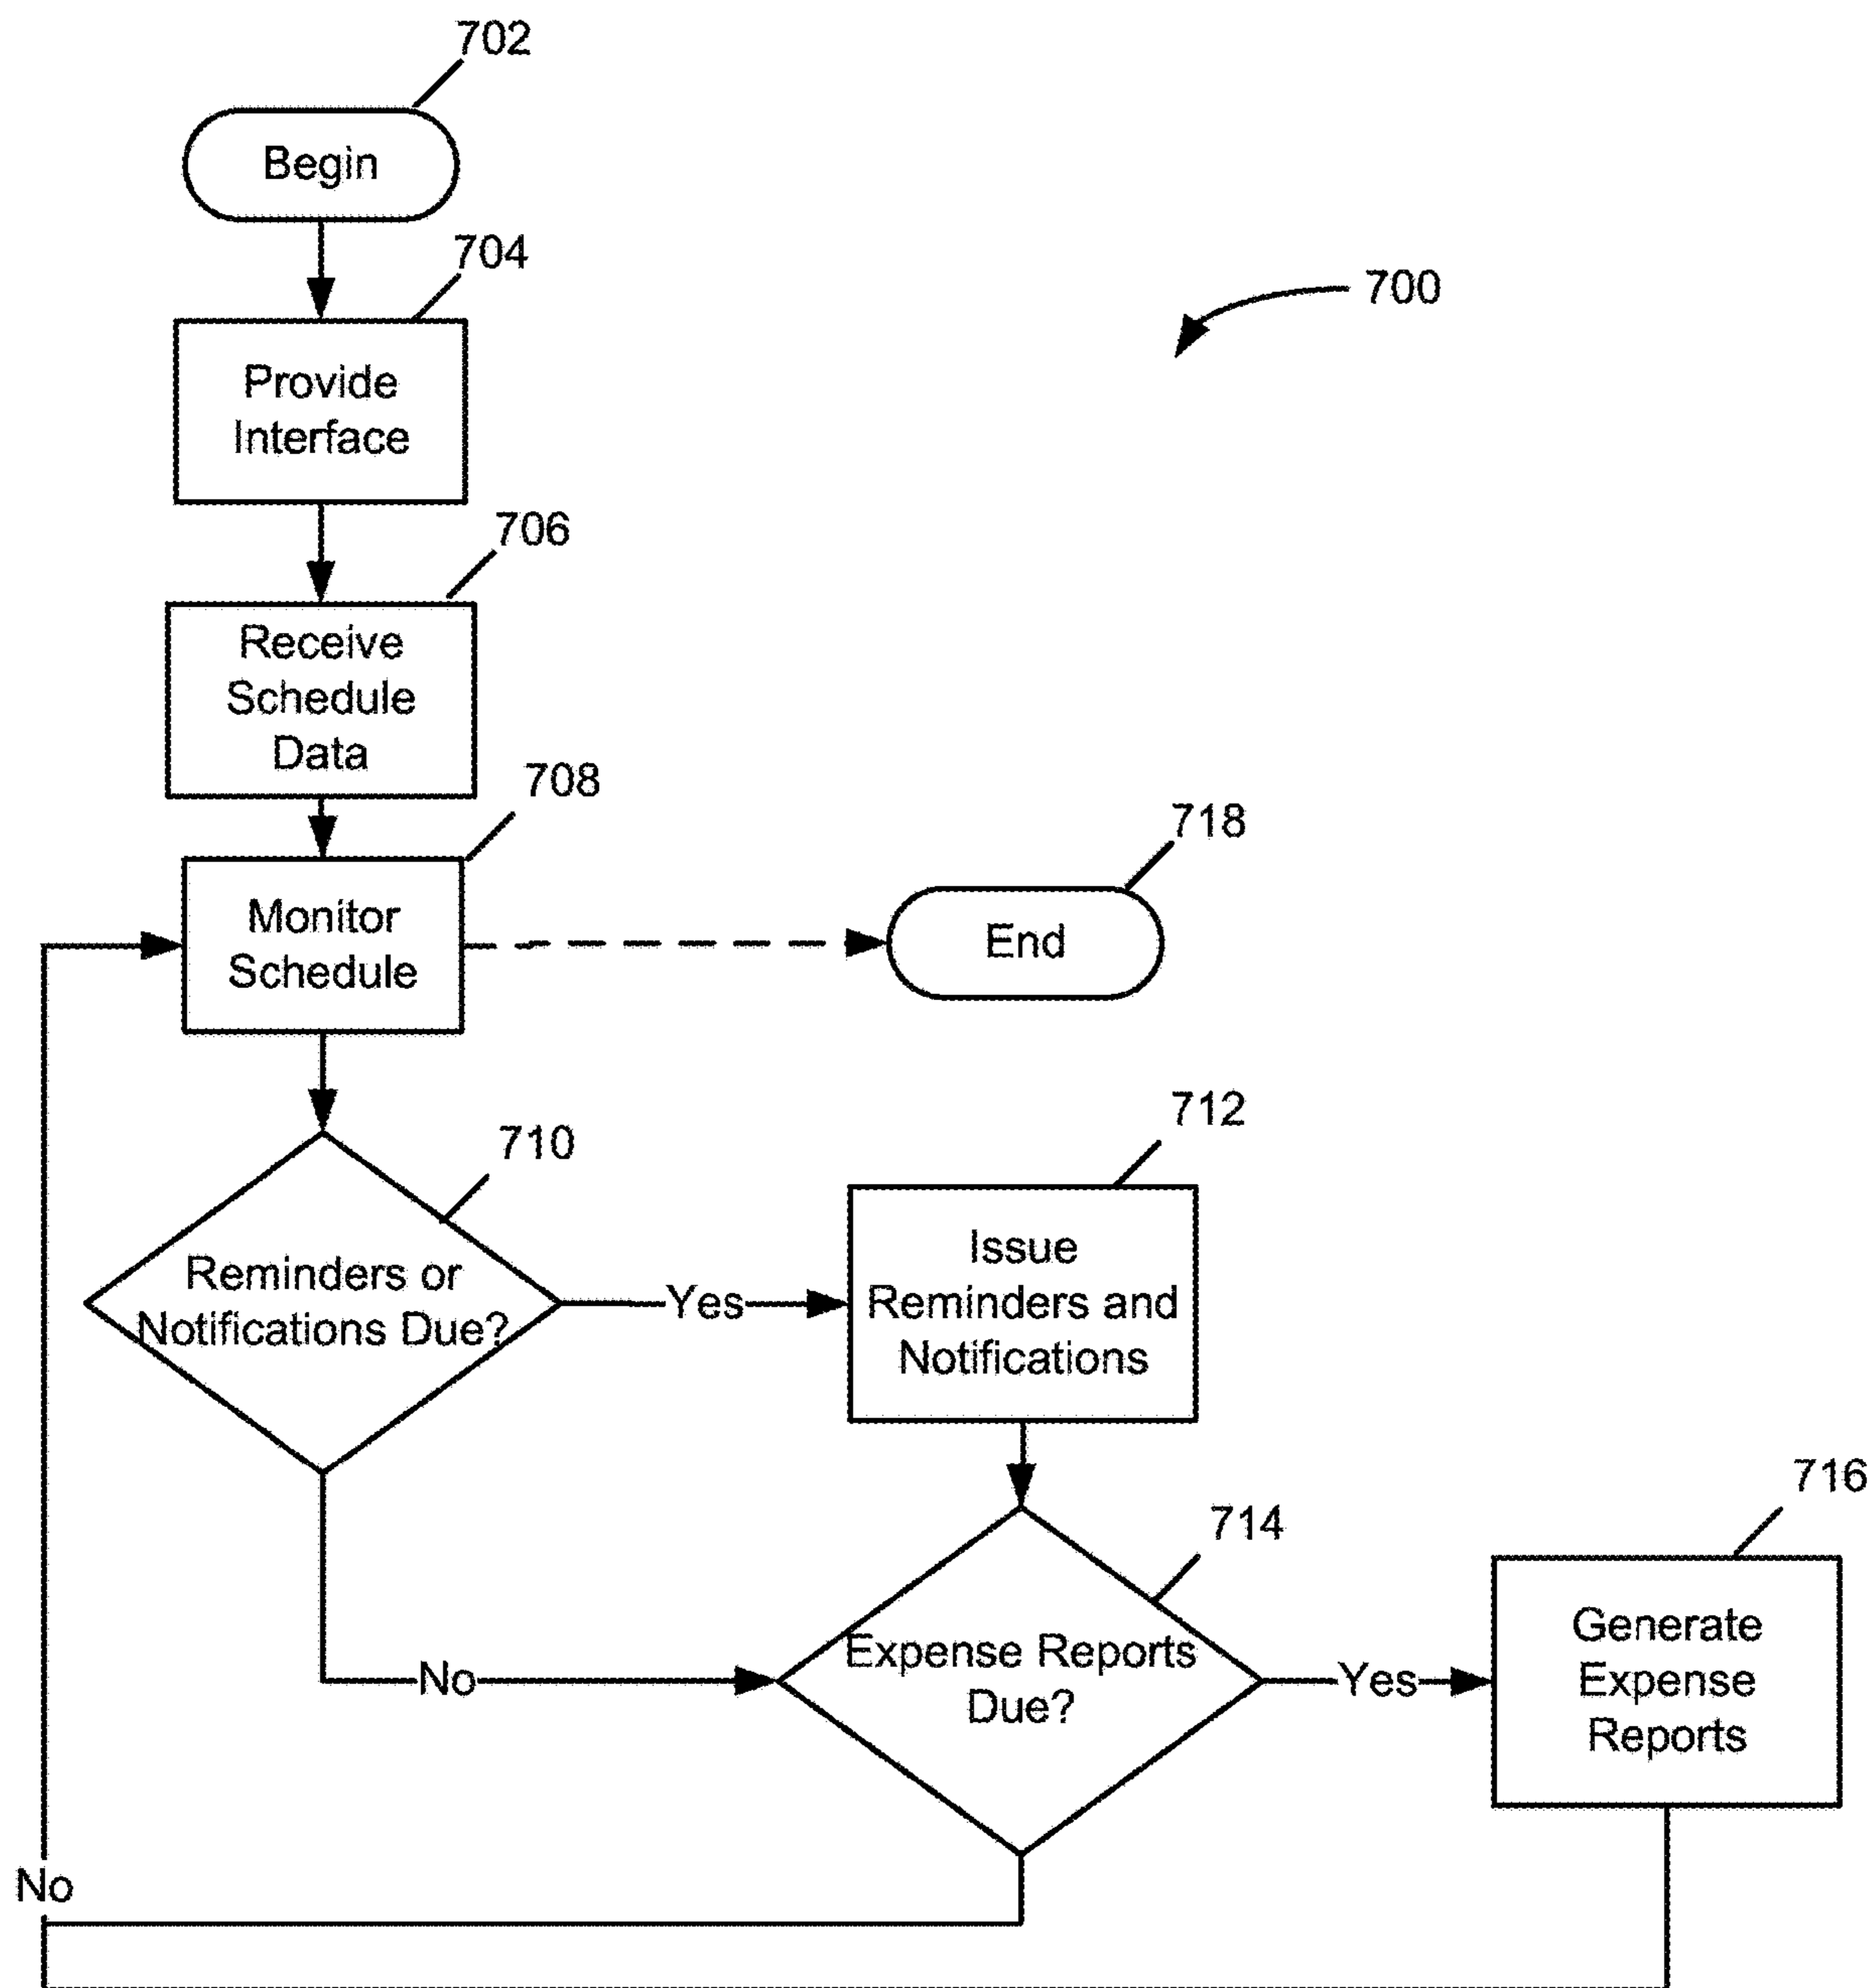 702
Begin
704
700
Provide
Interface
706
Receive
Schedule
Data
708
718
Monitor
Schedule
End
710
712
Reminders or
Notifications Due?
Yes
Issue
Reminders and
Notifications
714
716
No
Expense Reports
Due?
Yes
Generate
Expense
Reports
No